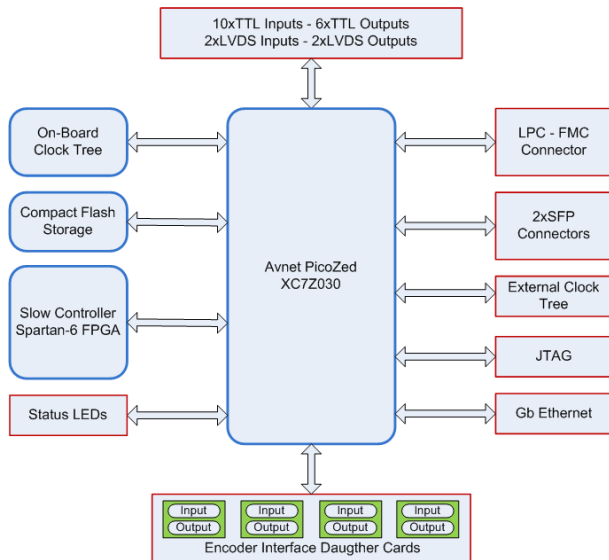 10xTTL Inputs - 6xTTL Outputs
2xLVDS Inputs - 2xLVDS Outputs
On-Board
Clock Tree
Compact Flash
Storage
Slow Controller
Spartan-6 FPGA
Status LEDs
Avnet PicoZed
XC7Z030
LPC - FMC
Connector
2xSFP
Connectors
External Clock
Tree
JTAG
Gb Ethernet
Input
Output
Input
Output
Input
Output
Input
Output
Encoder Interface Daugther Cards